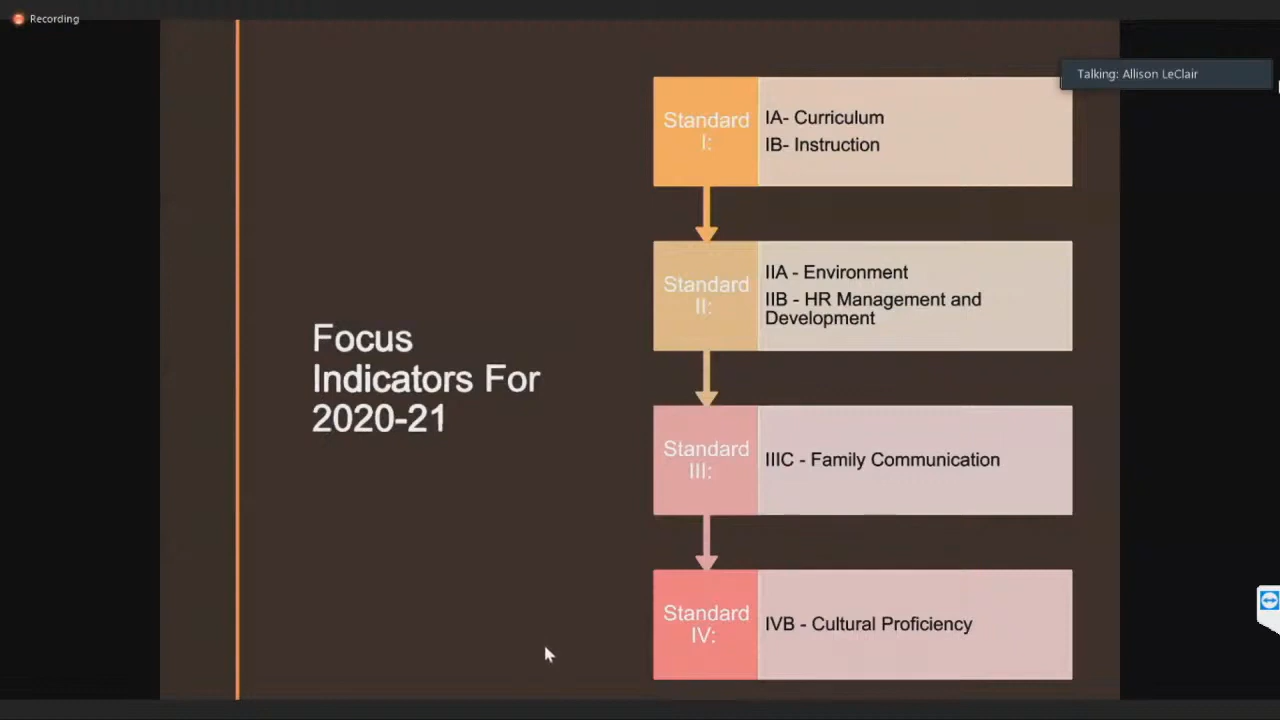 Recording
Talking: Allison LeClair
Focus
Indicators For
2020-21
Standard
I:
IA- Curriculum
IB- Instruction
Standard
II:
IIA - Environment
IIB - HR Management and
Development
Standard
III:
IIIC - Family Communication
Standard
IV:
IVB - Cultural Proficiency